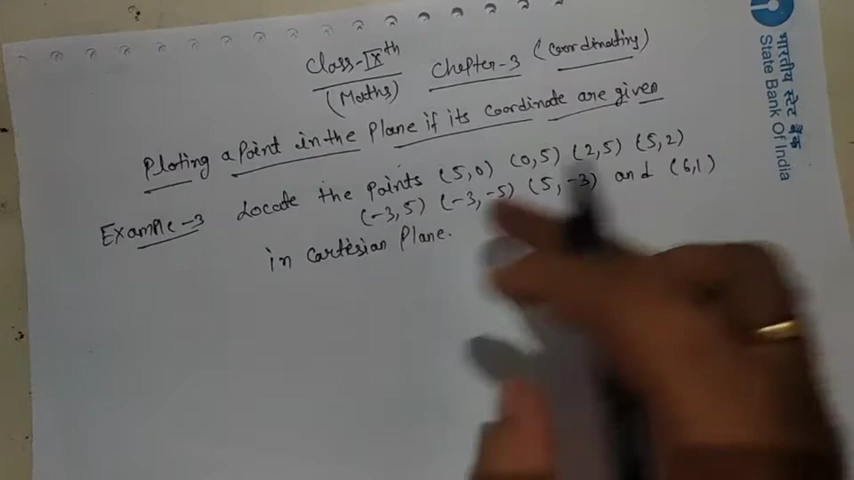 Class-IXth
(Maths)
Chapter-3 (Coordinatiry)
Ploting a Point in the Plane if its Coordinate are given
Example-3 Locate the Points (5,0) (0,5) (2,5) (5,2)
(-3,5) (-3,-5) (5,-3) and (6,1)
in Cartesian Plane.
भारतीय स्टेट बैंक
State Bank Of India